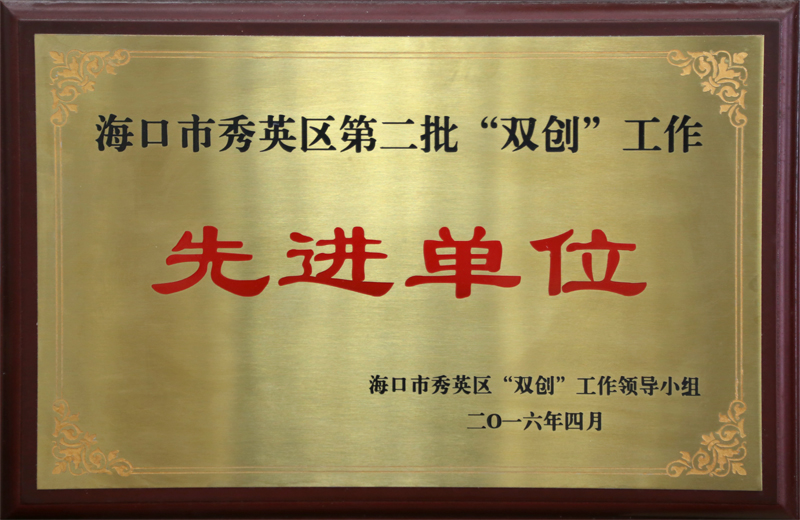 海口市秀英区第二批“双创”工作
先进单位
海口市秀英区“双创”工作领导小组
二O一六年四月